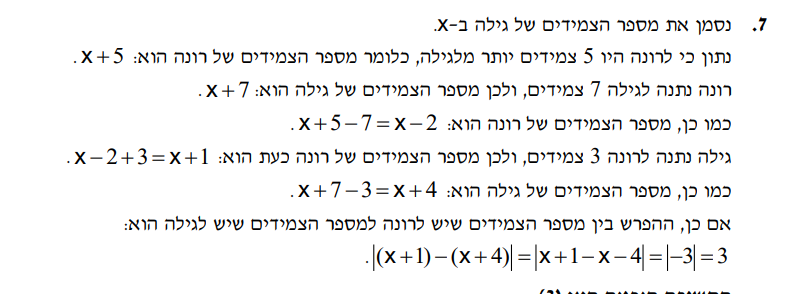 7. נסמן את מספר הצמידים של גילה ב-x.
נתון כי לרונה היו 5 צמידים יותר מלגילה, כלומר מספר הצמידים של רונה הוא: x+5.
רונה נתנה לגילה 7 צמידים, ולכן מספר הצמידים של גילה הוא: x+7.
כמו כן, מספר הצמידים של רונה הוא: x+5−7=x−2.
גילה נתנה לרונה 3 צמידים, ולכן מספר הצמידים של רונה כעת הוא: x−2+3=x+1.
כמו כן, מספר הצמידים של גילה הוא: x+7−3=x+4.
אם כן, ההפרש בין מספר הצמידים שיש לרונה למספר הצמידים שיש לגילה הוא:
|(x+1)−(x+4)|=|x+1−x−4|=|−3|=3.